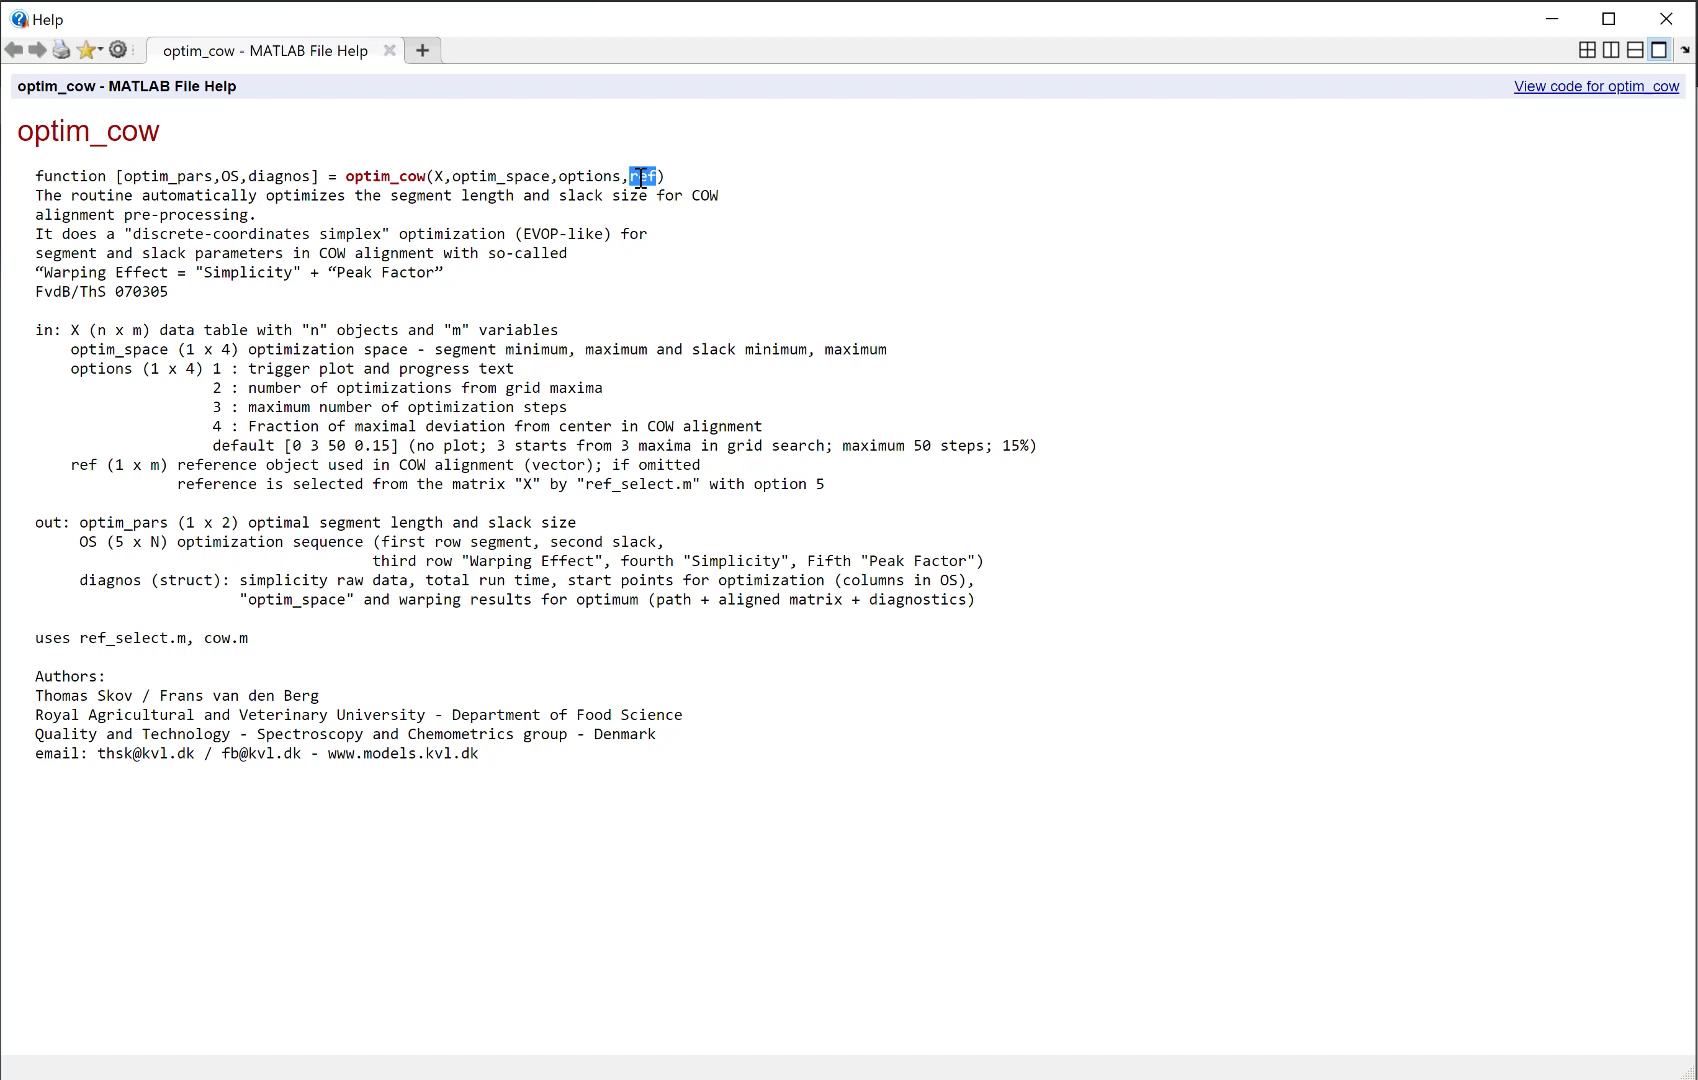 Help
optim_cow - MATLAB File Help
optim_cow - MATLAB File Help
View code for optim_cow
optim_cow
function [optim_pars,OS,diagnos] = optim_cow(X,optim_space,options,ref)
The routine automatically optimizes the segment length and slack size for COW
alignment pre-processing.
It does a "discrete-coordinates simplex" optimization (EVOP-like) for
segment and slack parameters in COW alignment with so-called
“Warping Effect = "Simplicity" + “Peak Factor”
FvdB/ThS 070305
in: X (n x m) data table with "n" objects and "m" variables
optim_space (1 x 4) optimization space - segment minimum, maximum and slack minimum, maximum
options (1 x 4) 1 : trigger plot and progress text
2 : number of optimizations from grid maxima
3 : maximum number of optimization steps
4 : Fraction of maximal deviation from center in COW alignment
default [0 3 50 0.15] (no plot; 3 starts from 3 maxima in grid search; maximum 50 steps; 15%)
ref (1 x m) reference object used in COW alignment (vector); if omitted
reference is selected from the matrix "X" by "ref_select.m" with option 5
out: optim_pars (1 x 2) optimal segment length and slack size
OS (5 x N) optimization sequence (first row segment, second slack,
third row "Warping Effect", fourth "Simplicity", Fifth "Peak Factor")
diagnos (struct): simplicity raw data, total run time, start points for optimization (columns in OS),
"optim_space" and warping results for optimum (path + aligned matrix + diagnostics)
uses ref_select.m, cow.m
Authors:
Thomas Skov / Frans van den Berg
Royal Agricultural and Veterinary University - Department of Food Science
Quality and Technology - Spectroscopy and Chemometrics group - Denmark
email: thsk@kvl.dk / fb@kvl.dk - www.models.kvl.dk